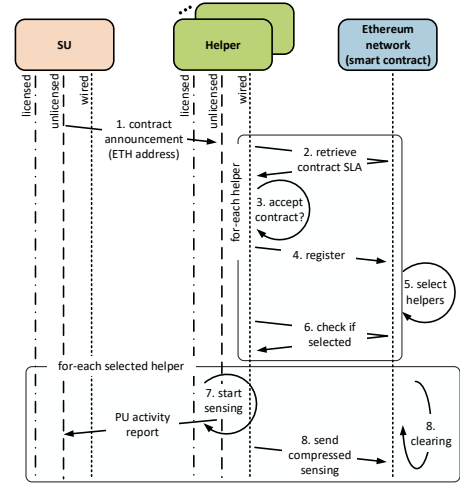 SU
Helper
Ethereum
network
(smart contract)
licensed
unlicensed
wired
licensed
unlicensed
wired
1. contract
announcement
(ETH address)
for-each helper
2. retrieve
contract SLA
3. accept
contract?
4. register
5. select
helpers
6. check if
selected
for-each selected helper
7. start
sensing
PU activity
report
8. send
compressed
sensing
8.
clearing